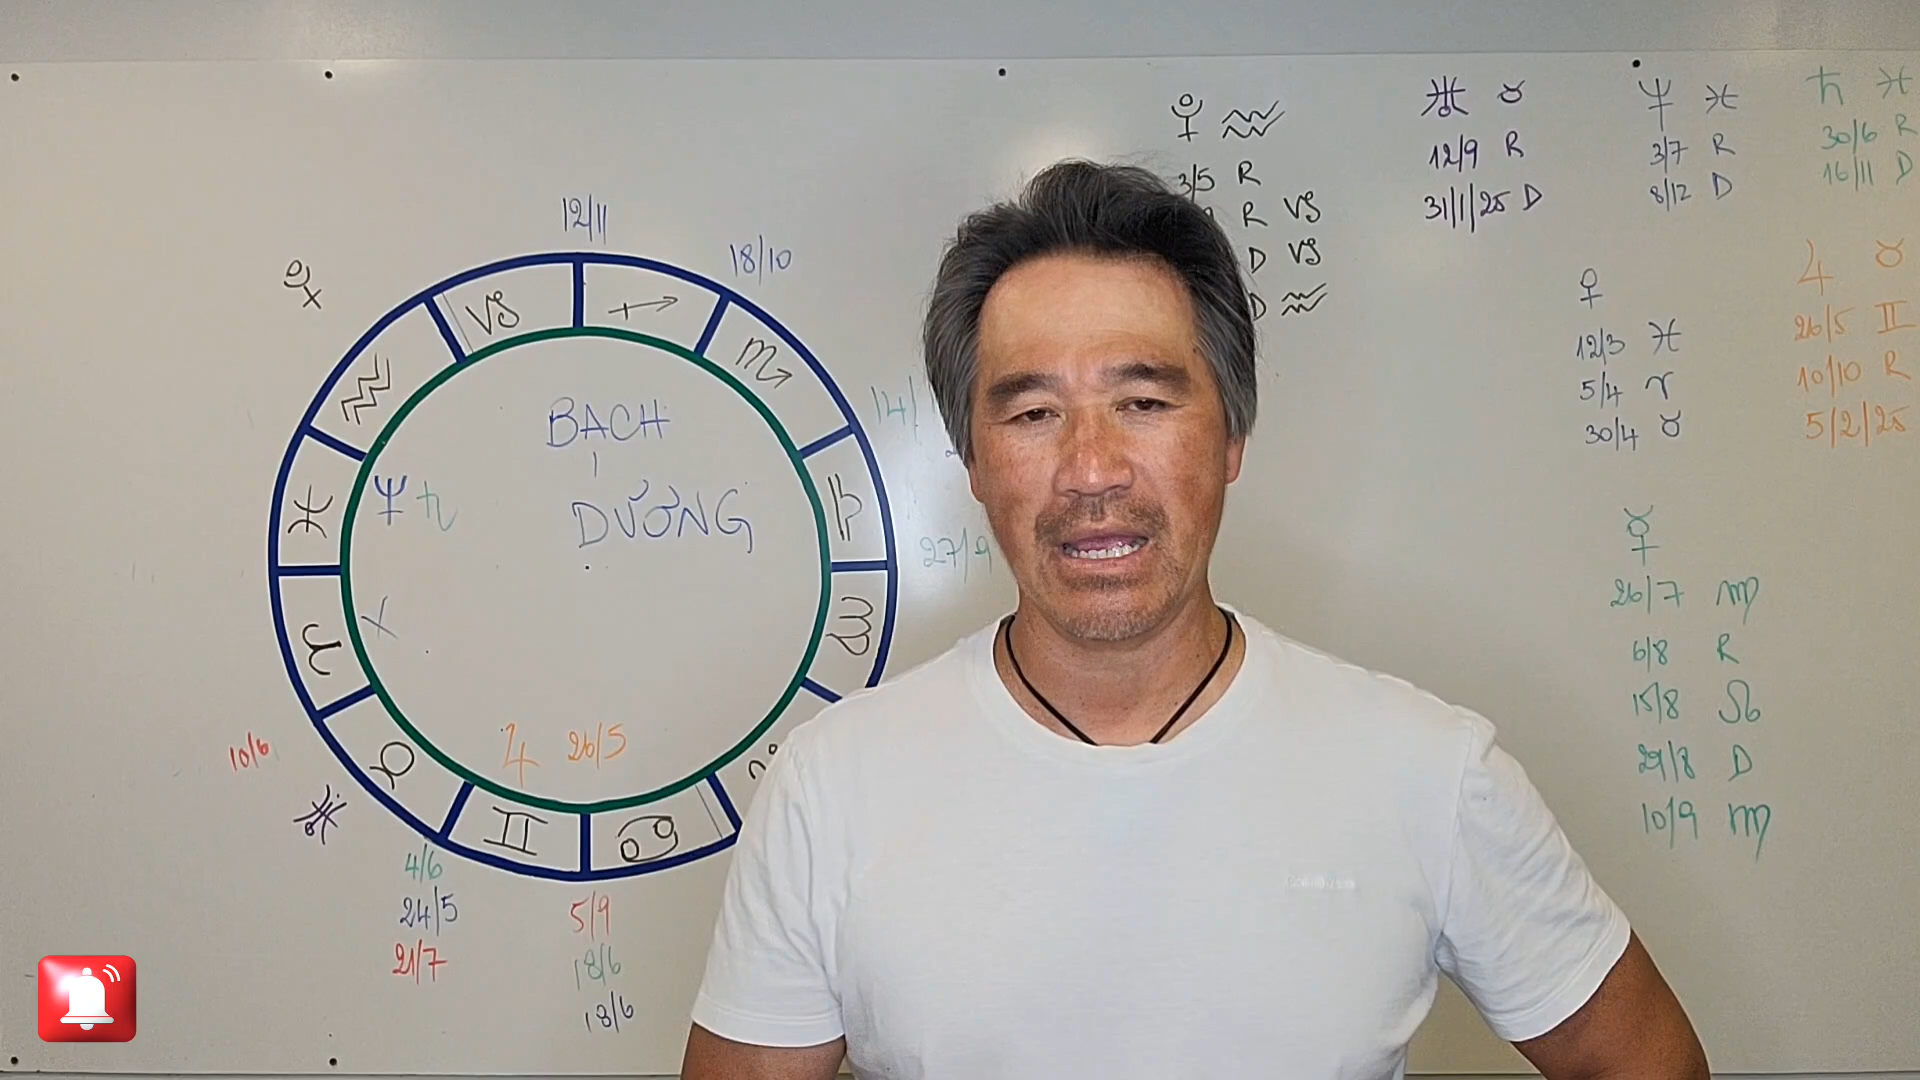 12/11
18/10
BẠCH
DƯƠNG
14/
27/9
26/5
10/6
4/6
24/5
21/7
5/9
18/6
18/6
♇ ♒
3/5 R
R ♑
D ♑
D ♒
♅ ♉
12/9 R
31/1/25 D
♆ ♓
3/7 R
8/12 D
♄ ♓
30/6 R
16/11 D
♀
12/3 ♓
5/4 ♈
30/4 ♉
♃ ♉
26/5 ♊
10/10 R
5/2/25
☿
26/7 ♍
6/8 R
15/8 ♌
29/8 D
10/9 ♍